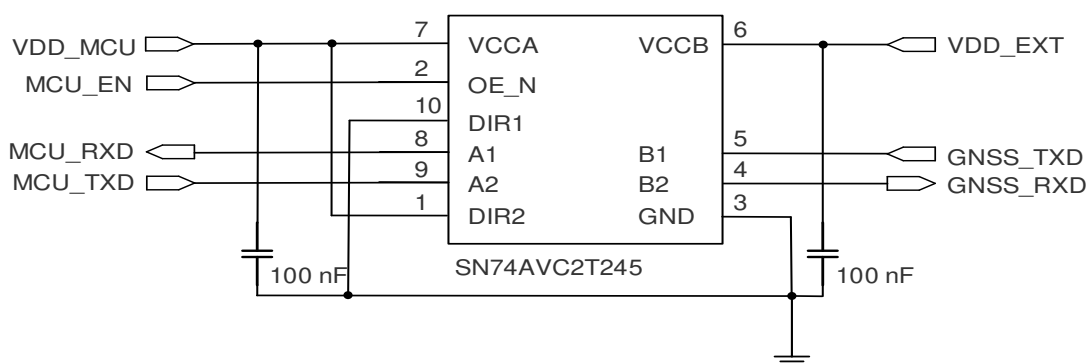 VDD_MCU 7 VCCA VCCB 6 VDD_EXT
MCU_EN 2 OE_N
10 DIR1
MCU_RXD 8 A1 B1 5 GNSS_TXD
MCU_TXD 9 A2 B2 4 GNSS_RXD
1 DIR2 GND 3
100 nF SN74AVC2T245 100 nF